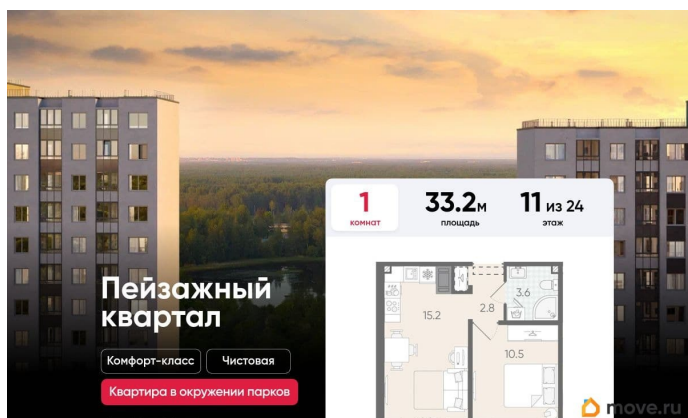 1
комнат
33.2м
площадь
11 из 24
этаж
Пейзажный
квартал
Комфорт-класс
Чистовая
Квартира в окружении парков
15.2
2.8
3.6
10.5
move.ru